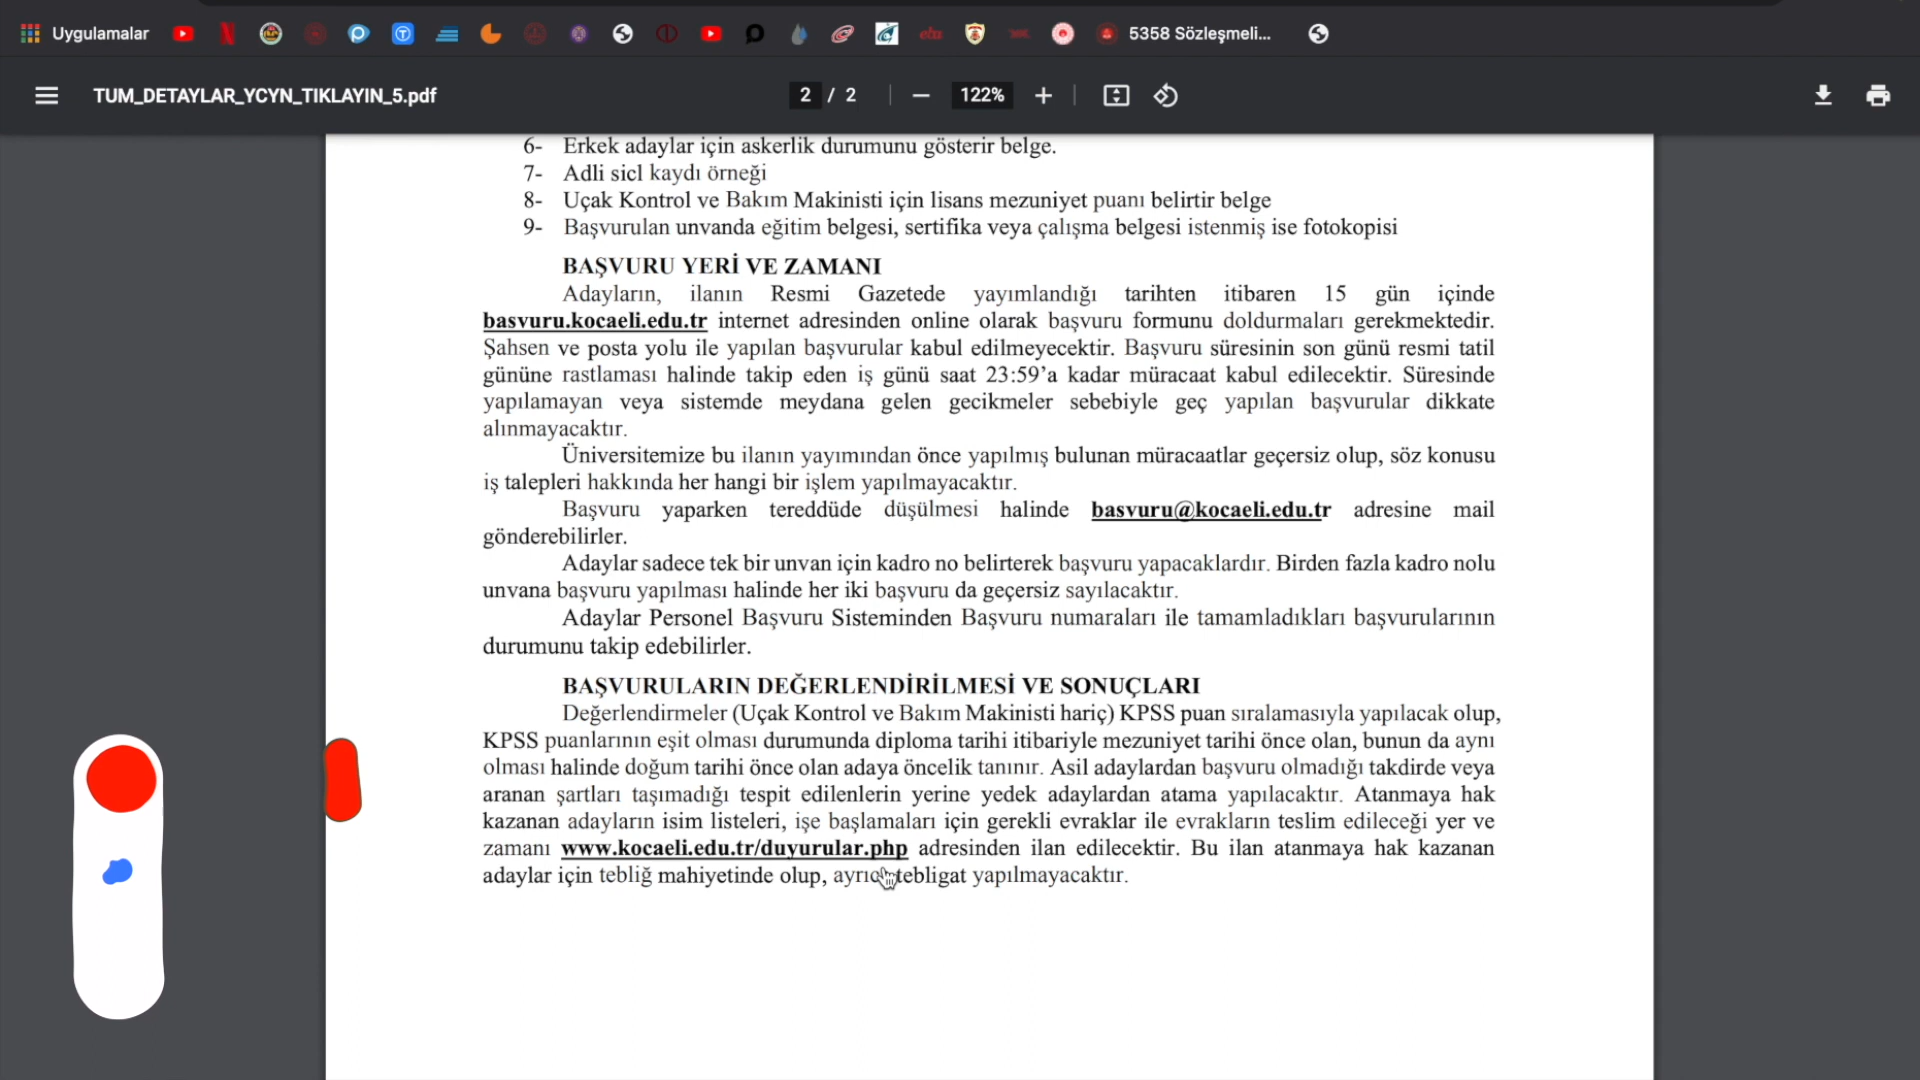 Uygulamalar
5358 Sözleşmeli...
TUM_DETAYLAR_YCYN_TIKLAYIN_5.pdf
2 / 2
122%
6- Erkek adaylar için askerlik durumunu gösterir belge.
7- Adli sicl kaydı örneği
8- Uçak Kontrol ve Bakım Makinisti için lisans mezuniyet puanı belirtir belge
9- Başvurulan unvanda eğitim belgesi, sertifika veya çalışma belgesi istenmiş ise fotokopisi
BAŞVURU YERİ VE ZAMANI
Adayların, ilanın Resmi Gazetede yayımlandığı tarihten itibaren 15 gün içinde
basvuru.kocaeli.edu.tr internet adresinden online olarak başvuru formunu doldurmaları gerekmektedir.
Şahsen ve posta yolu ile yapılan başvurular kabul edilmeyecektir. Başvuru süresinin son günü resmi tatil
gününe rastlaması halinde takip eden iş günü saat 23:59’a kadar müracaat kabul edilecektir. Süresinde
yapılamayan veya sistemde meydana gelen gecikmeler sebebiyle geç yapılan başvurular dikkate
alınmayacaktır.
Üniversitemize bu ilanın yayımından önce yapılmış bulunan müracaatlar geçersiz olup, söz konusu
iş talepleri hakkında her hangi bir işlem yapılmayacaktır.
Başvuru yaparken tereddüde düşülmesi halinde basvuru@kocaeli.edu.tr adresine mail
gönderebilirler.
Adaylar sadece tek bir unvan için kadro no belirterek başvuru yapacaklardır. Birden fazla kadro nolu
unvana başvuru yapılması halinde her iki başvuru da geçersiz sayılacaktır.
Adaylar Personel Başvuru Sisteminden Başvuru numaraları ile tamamladıkları başvurularının
durumunu takip edebilirler.
BAŞVURULARIN DEĞERLENDİRİLMESİ VE SONUÇLARI
Değerlendirmeler (Uçak Kontrol ve Bakım Makinisti hariç) KPSS puan sıralamasıyla yapılacak olup,
KPSS puanlarının eşit olması durumunda diploma tarihi itibariyle mezuniyet tarihi önce olan, bunun da aynı
olması halinde doğum tarihi önce olan adaya öncelik tanınır. Asil adaylardan başvuru olmadığı takdirde veya
aranan şartları taşımadığı tespit edilenlerin yerine yedek adaylardan atama yapılacaktır. Atanmaya hak
kazanan adayların isim listeleri, işe başlamaları için gerekli evraklar ile evrakların teslim edileceği yer ve
zamanı www.kocaeli.edu.tr/duyurular.php adresinden ilan edilecektir. Bu ilan atanmaya hak kazanan
adaylar için tebliğ mahiyetinde olup, ayrıca tebligat yapılmayacaktır.